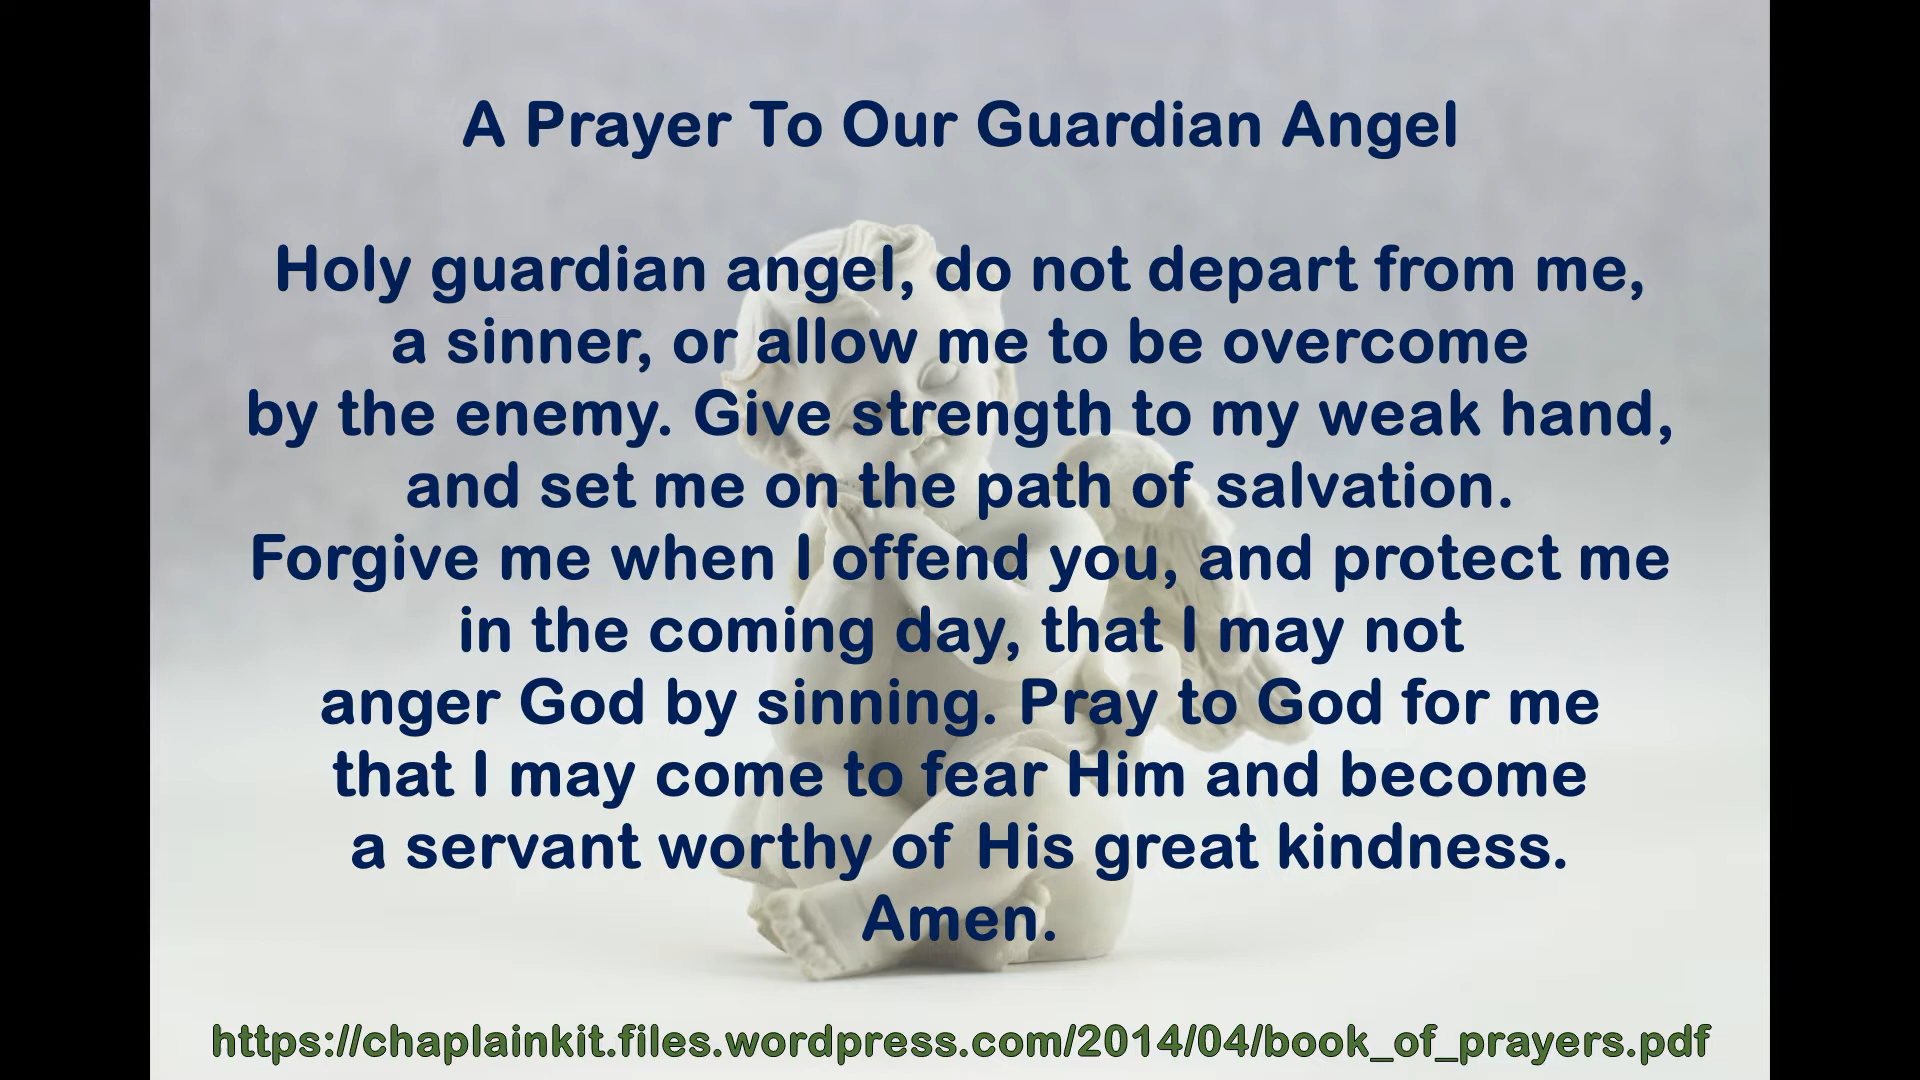 A Prayer To Our Guardian Angel
Holy guardian angel, do not depart from me,
a sinner, or allow me to be overcome
by the enemy. Give strength to my weak hand,
and set me on the path of salvation.
Forgive me when I offend you, and protect me
in the coming day, that I may not
anger God by sinning. Pray to God for me
that I may come to fear Him and become
a servant worthy of His great kindness.
Amen.
https://chaplainkit.files.wordpress.com/2014/04/book_of_prayers.pdf